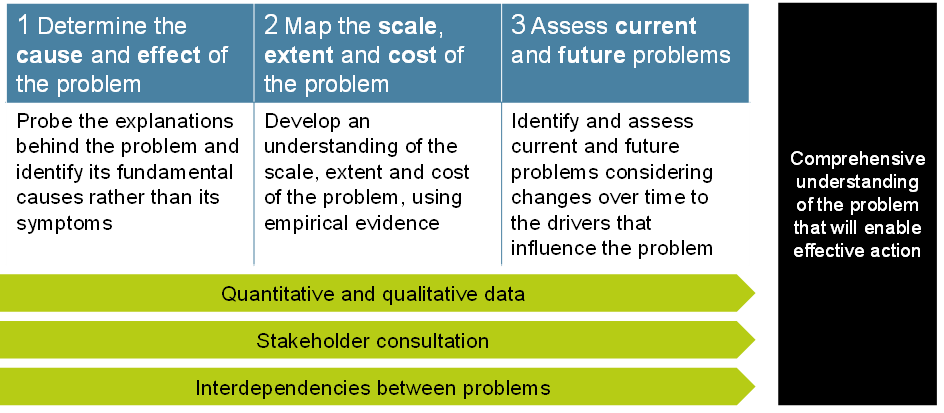 1 Determine the
cause and effect of
the problem
2 Map the scale,
extent and cost of
the problem
3 Assess current
and future problems
Probe the explanations
behind the problem and
identify its fundamental
causes rather than its
symptoms
Develop an
understanding of the
scale, extent and cost
of the problem, using
empirical evidence
Identify and assess
current and future
problems considering
changes over time to
the drivers that
influence the problem
Comprehensive
understanding
of the problem
that will enable
effective action
Quantitative and qualitative data
Stakeholder consultation
Interdependencies between problems